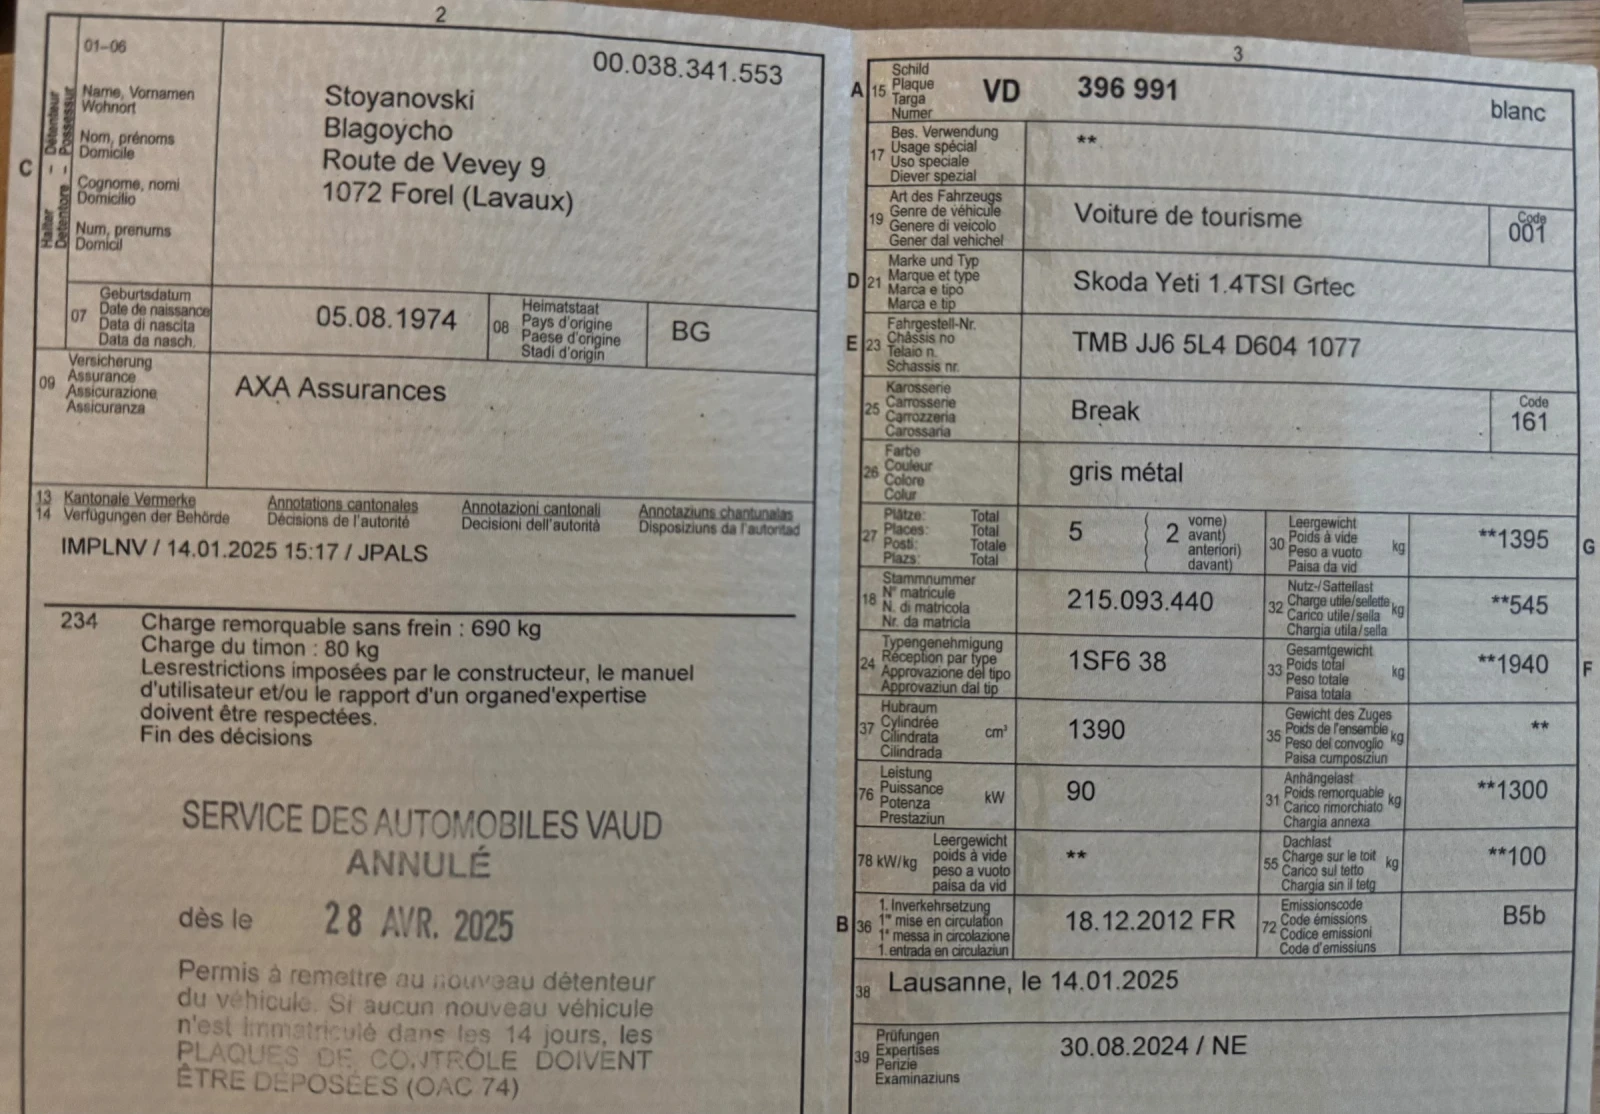 2
01–06
00.038.341.553
C
Halter – Détenteur
Detentore – Possessur
Name, Vornamen
Wohnort
Nom, prénoms
Domicile
Cognome, nomi
Domicilio
Num, prenums
Domicil
Stoyanovski
Blagoycho
Route de Vevey 9
1072 Forel (Lavaux)
07
Geburtsdatum
Date de naissance
Data di nascita
Data da nasch.
05.08.1974
08
Heimatstaat
Pays d'origine
Paese d'origine
Stadi d'origin
BG
09
Versicherung
Assurance
Assicurazione
Assicuranza
AXA Assurances
13 Kantonale Vermerke Annotations cantonales Annotazioni cantonali Annotaziuns chantunalas
14 Verfügungen der Behörde Décisions de l'autorité Decisioni dell'autorità Disposiziuns da l'autoritad
IMPLNV / 14.01.2025 15:17 / JPALS
234 Charge remorquable sans frein : 690 kg
Charge du timon : 80 kg
Lesrestrictions imposées par le constructeur, le manuel
d'utilisateur et/ou le rapport d'un organed'expertise
doivent être respectées.
Fin des décisions
SERVICE DES AUTOMOBILES VAUD
ANNULÉ
dès le 28 AVR. 2025
Permis à remettre au nouveau détenteur
du véhicule. Si aucun nouveau véhicule
n'est immatriculé dans les 14 jours, les
PLAQUES DE CONTRÔLE DOIVENT
ÊTRE DÉPOSÉES (OAC 74)
3
A
15
Schild
Plaque
Targa
Numer
VD 396 991 blanc
17
Bes. Verwendung
Usage spécial
Uso speciale
Diever spezial
**
19
Art des Fahrzeugs
Genre de véhicule
Genere di veicolo
Gener dal vehichel
Voiture de tourisme
Code
001
D
21
Marke und Typ
Marque et type
Marca e tipo
Marca e tip
Skoda Yeti 1.4TSI Grtec
E
23
Fahrgestell-Nr.
Châssis no
Telaio n.
Schassis nr.
TMB JJ6 5L4 D604 1077
25
Karosserie
Carrosserie
Carrozzeria
Carossaria
Break
Code
161
26
Farbe
Couleur
Colore
Colur
gris métal
27
Plätze: Total
Places: Total
Posti: Totale
Plazs: Total
5
( 2 vorne)
avant)
anteriori)
davant)
30
Leergewicht
Poids à vide
Peso a vuoto
Paisa da vid
kg
**1395
G
18
Stammnummer
N° matricule
N. di matricola
Nr. da matricla
215.093.440
32
Nutz-/Sattellast
Charge utile/sellette
Carico utile/sella
Chargia utila/sella
kg
**545
24
Typengenehmigung
Réception par type
Approvazione del tipo
Approvaziun dal tip
1SF6 38
33
Gesamtgewicht
Poids total
Peso totale
Paisa totala
kg
**1940
F
37
Hubraum
Cylindrée
Cilindrata
Cilindrada
cm³
1390
35
Gewicht des Zuges
Poids de l'ensemble
Peso del convoglio
Paisa cumposiziun
kg
**
76
Leistung
Puissance
Potenza
Prestaziun
kW
90
31
Anhängelast
Poids remorquable
Carico rimorchiato
Chargia annexa
kg
**1300
78 kW/kg
Leergewicht
poids à vide
peso a vuoto
paisa da vid
**
55
Dachlast
Charge sur le toit
Carico sul tetto
Chargia sin il tetg
kg
**100
B
36
1. Inverkehrsetzung
1re mise en circulation
1a messa in circolazione
1. entrada en circulaziun
18.12.2012 FR
72
Emissionscode
Code émissions
Codice emissioni
Code d'emissiuns
B5b
38 Lausanne, le 14.01.2025
39
Prüfungen
Expertises
Perizie
Examinaziuns
30.08.2024 / NE